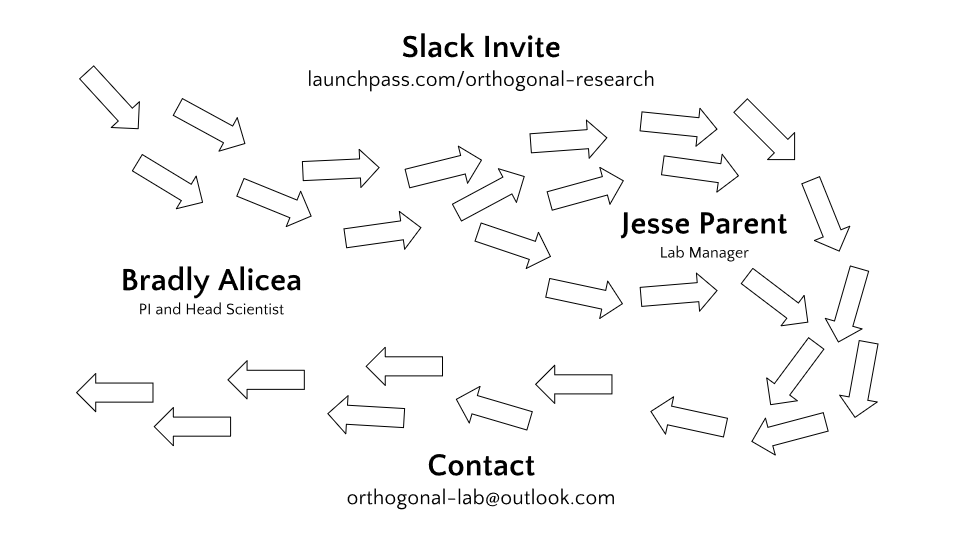 Slack Invite
launchpass.com/orthogonal-research
Jesse Parent
Lab Manager
Bradly Alicea
PI and Head Scientist
Contact
orthogonal-lab@outlook.com